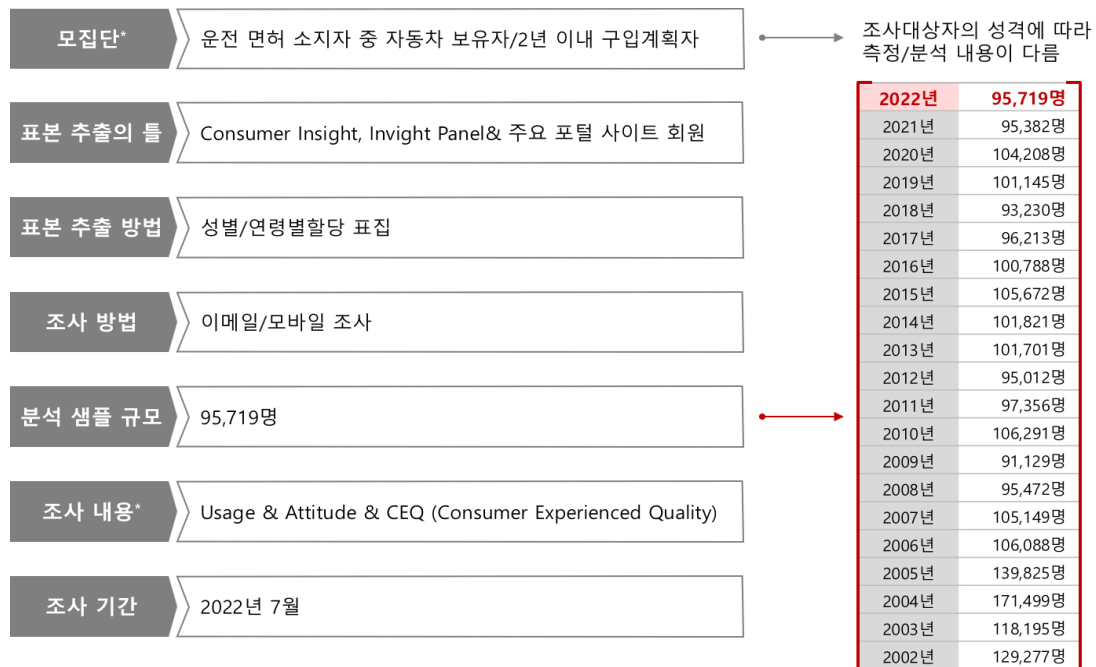 모집단*
운전 면허 소지자 중 자동차 보유자/2년 이내 구입계획자
조사대상자의 성격에 따라
측정/분석 내용이 다름
표본 추출의 틀
Consumer Insight, Invight Panel& 주요 포털 사이트 회원
표본 추출 방법
성별/연령별할당 표집
조사 방법
이메일/모바일 조사
분석 샘플 규모
95,719명
조사 내용*
Usage & Attitude & CEQ (Consumer Experienced Quality)
조사 기간
2022년 7월
2022년 95,719명
2021년 95,382명
2020년 104,208명
2019년 101,145명
2018년 93,230명
2017년 96,213명
2016년 100,788명
2015년 105,672명
2014년 101,821명
2013년 101,701명
2012년 95,012명
2011년 97,356명
2010년 106,291명
2009년 91,129명
2008년 95,472명
2007년 105,149명
2006년 106,088명
2005년 139,825명
2004년 171,499명
2003년 118,195명
2002년 129,277명